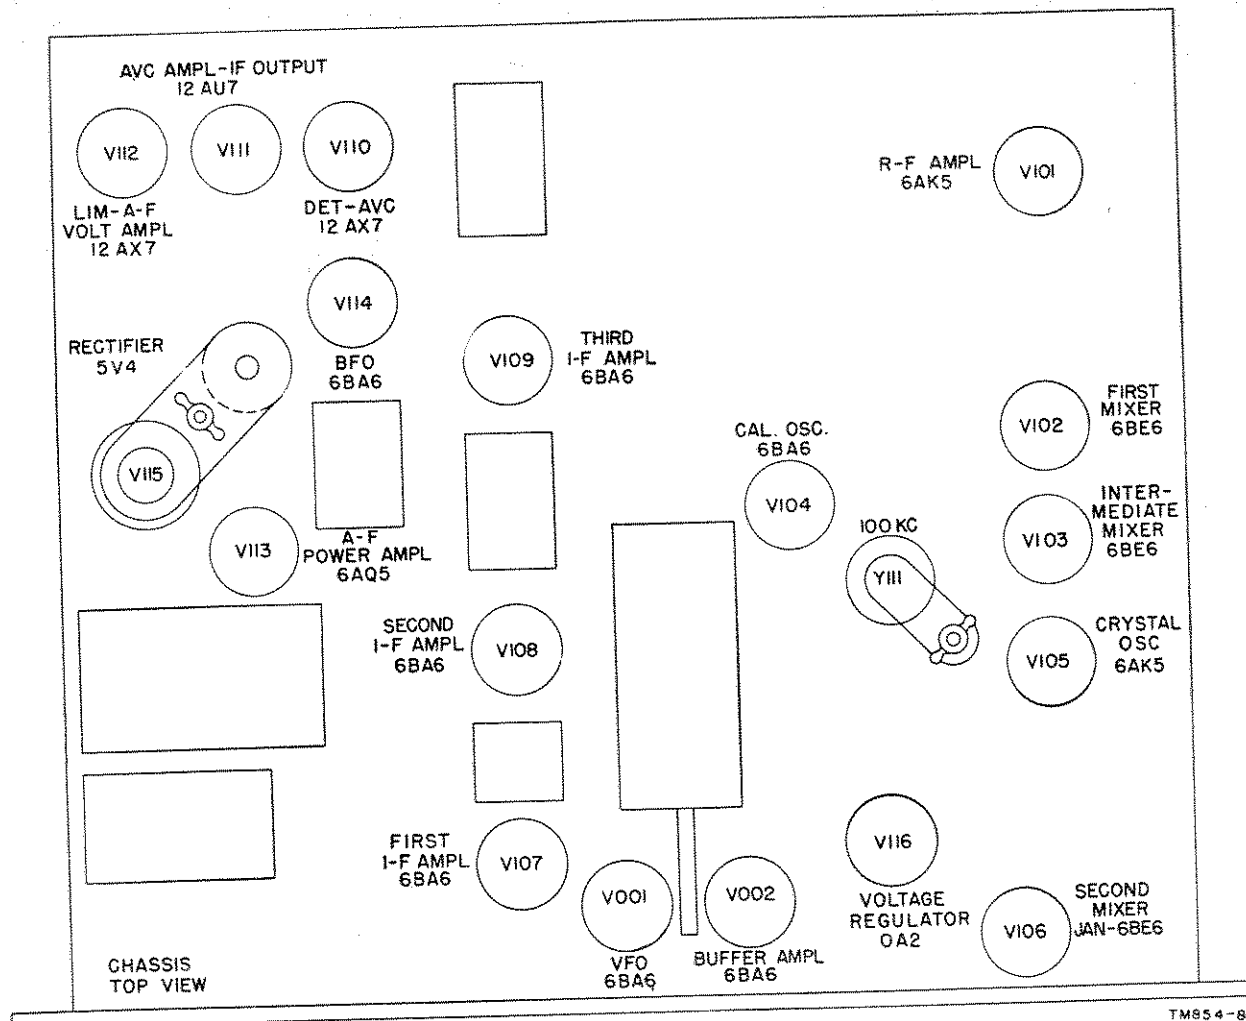 AVC AMPL-IF OUTPUT
12 AU7
V112
V111
V110
LIM-A-F
VOLT AMPL
12 AX7
DET-AVC
12 AX7
R-F AMPL
6AK5
V101
V114
BFO
6BA6
RECTIFIER
5V4
V115
V109
THIRD
I-F AMPL
6BA6
V102
FIRST
MIXER
6BE6
CAL. OSC.
6BA6
V104
V103
INTER-
MEDIATE
MIXER
6BE6
100 KC
Y111
V113
A-F
POWER AMPL
6AQ5
SECOND
I-F AMPL
6BA6
V108
V105
CRYSTAL
OSC
6AK5
FIRST
I-F AMPL
6BA6
V107
V001
VFO
6BA6
V002
BUFFER AMPL
6BA6
V116
VOLTAGE
REGULATOR
OA2
V106
SECOND
MIXER
JAN-6BE6
CHASSIS
TOP VIEW
TM854-8